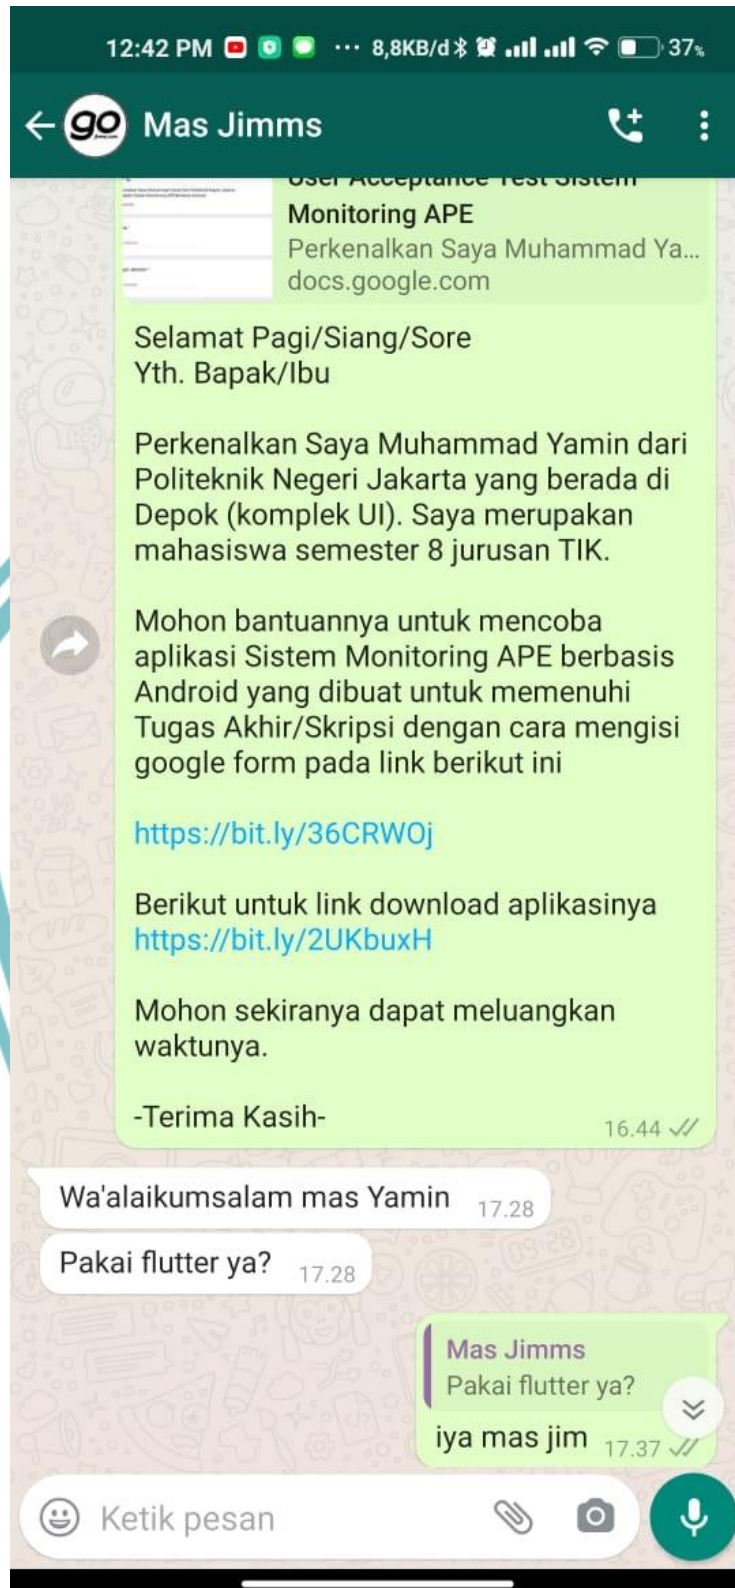 12:42 PM ... 8,8KB/d 37%
go Mas Jimms
User Acceptance Test Sistem
Monitoring APE
Perkenalkan Saya Muhammad Ya...
docs.google.com
Selamat Pagi/Siang/Sore
Yth. Bapak/Ibu
Perkenalkan Saya Muhammad Yamin dari
Politeknik Negeri Jakarta yang berada di
Depok (komplek UI). Saya merupakan
mahasiswa semester 8 jurusan TIK.
Mohon bantuannya untuk mencoba
aplikasi Sistem Monitoring APE berbasis
Android yang dibuat untuk memenuhi
Tugas Akhir/Skripsi dengan cara mengisi
google form pada link berikut ini
https://bit.ly/36CRWOj
Berikut untuk link download aplikasinya
https://bit.ly/2UKbuxH
Mohon sekiranya dapat meluangkan
waktunya.
-Terima Kasih-
16.44
Wa'alaikumsalam mas Yamin 17.28
Pakai flutter ya? 17.28
Mas Jimms
Pakai flutter ya?
iya mas jim 17.37
Ketik pesan